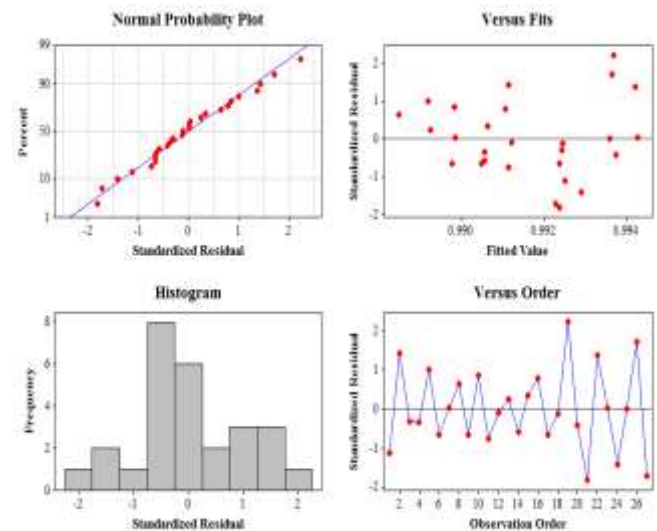 Normal Probability Plot
99
90
50
10
1
Percent
-2 -1 0 1 2
Standardized Residual
Versus Fits
2
1
0
-1
-2
Standardized Residual
0.990 0.992 0.994
Fitted Value
Histogram
8
6
4
2
0
Frequency
-2 -1 0 1 2
Standardized Residual
Versus Order
2
1
0
-1
-2
Standardized Residual
2 4 6 8 10 12 14 16 18 20 22 24 26
Observation Order